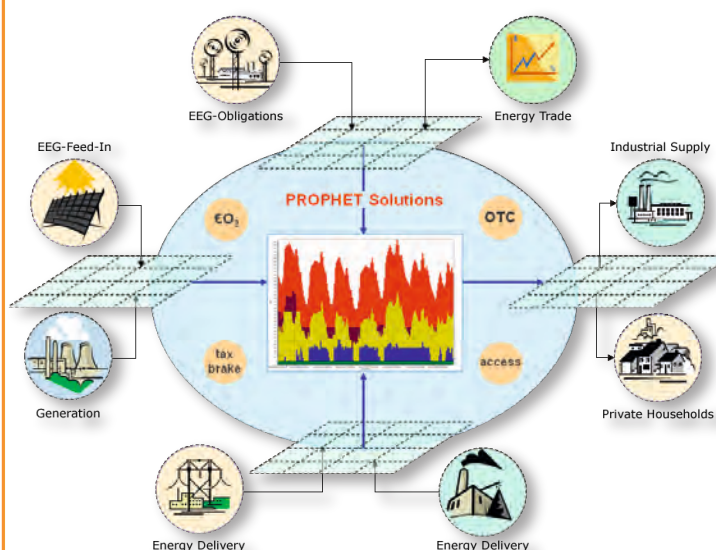 EEG-Obligations
Energy Trade
EEG-Feed-In
Industrial Supply
PROPHET Solutions
€O₂
OTC
tax
brake
access
Generation
Private Households
Energy Delivery
Energy Delivery